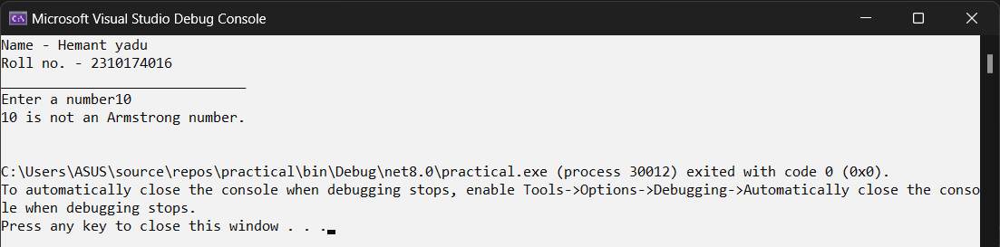 Microsoft Visual Studio Debug Console
Name - Hemant yadu
Roll no. - 2310174016
______________________________
Enter a number10
10 is not an Armstrong number.
C:\Users\ASUS\source\repos\practical\bin\Debug\net8.0\practical.exe (process 30012) exited with code 0 (0x0).
To automatically close the console when debugging stops, enable Tools->Options->Debugging->Automatically close the conso
le when debugging stops.
Press any key to close this window . . .